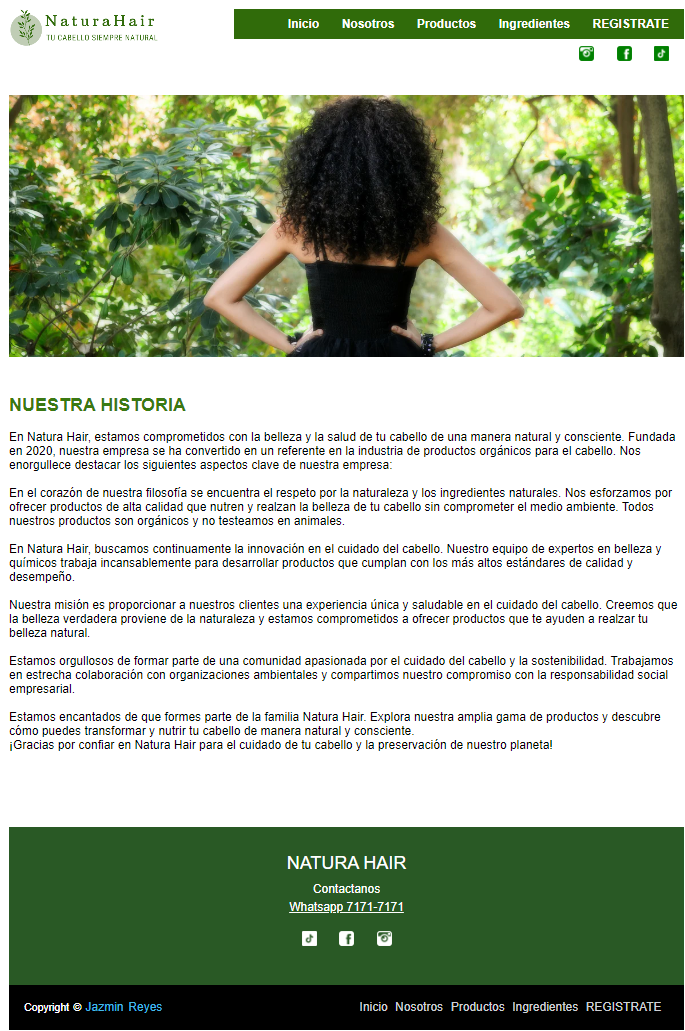 NaturaHair
TU CABELLO SIEMPRE NATURAL
Inicio Nosotros Productos Ingredientes REGISTRATE
NUESTRA HISTORIA
En Natura Hair, estamos comprometidos con la belleza y la salud de tu cabello de una manera natural y consciente. Fundada
en 2020, nuestra empresa se ha convertido en un referente en la industria de productos orgánicos para el cabello. Nos
enorgullece destacar los siguientes aspectos clave de nuestra empresa:
En el corazón de nuestra filosofía se encuentra el respeto por la naturaleza y los ingredientes naturales. Nos esforzamos por
ofrecer productos de alta calidad que nutren y realzan la belleza de tu cabello sin comprometer el medio ambiente. Todos
nuestros productos son orgánicos y no testeamos en animales.
En Natura Hair, buscamos continuamente la innovación en el cuidado del cabello. Nuestro equipo de expertos en belleza y
químicos trabaja incansablemente para desarrollar productos que cumplan con los más altos estándares de calidad y
desempeño.
Nuestra misión es proporcionar a nuestros clientes una experiencia única y saludable en el cuidado del cabello. Creemos que
la belleza verdadera proviene de la naturaleza y estamos comprometidos a ofrecer productos que te ayuden a realzar tu
belleza natural.
Estamos orgullosos de formar parte de una comunidad apasionada por el cuidado del cabello y la sostenibilidad. Trabajamos
en estrecha colaboración con organizaciones ambientales y compartimos nuestro compromiso con la responsabilidad social
empresarial.
Estamos encantados de que formes parte de la familia Natura Hair. Explora nuestra amplia gama de productos y descubre
cómo puedes transformar y nutrir tu cabello de manera natural y consciente.
¡Gracias por confiar en Natura Hair para el cuidado de tu cabello y la preservación de nuestro planeta!
NATURA HAIR
Contactanos
Whatsapp 7171-7171
Copyright © Jazmin Reyes
Inicio Nosotros Productos Ingredientes REGISTRATE